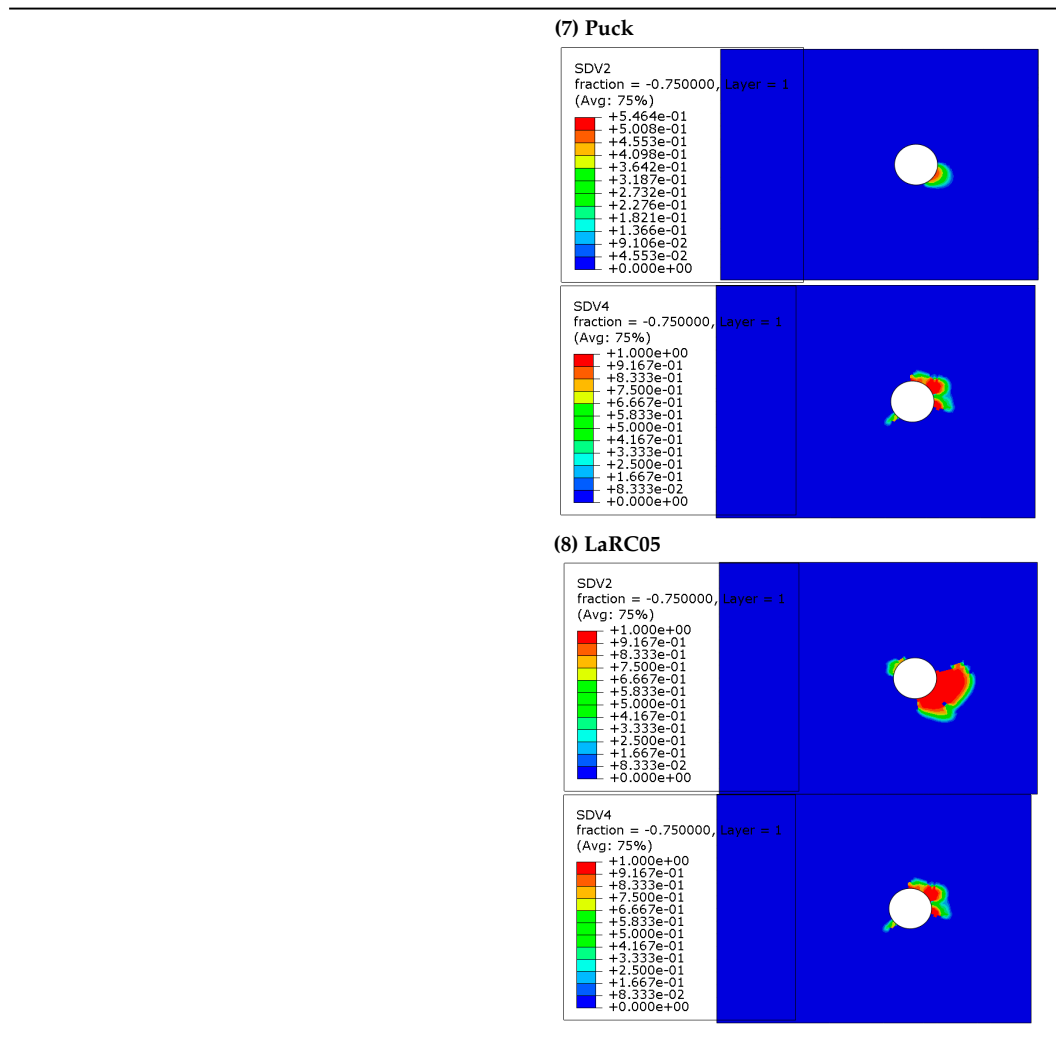 (7) Puck
SDV2
fraction = -0.750000, Layer = 1
(Avg: 75%)
+5.464e-01
+5.008e-01
+4.553e-01
+4.098e-01
+3.642e-01
+3.187e-01
+2.732e-01
+2.276e-01
+1.821e-01
+1.366e-01
+9.106e-02
+4.553e-02
+0.000e+00
SDV4
fraction = -0.750000, Layer = 1
(Avg: 75%)
+1.000e+00
+9.167e-01
+8.333e-01
+7.500e-01
+6.667e-01
+5.833e-01
+5.000e-01
+4.167e-01
+3.333e-01
+2.500e-01
+1.667e-01
+8.333e-02
+0.000e+00
(8) LaRC05
SDV2
fraction = -0.750000, Layer = 1
(Avg: 75%)
+1.000e+00
+9.167e-01
+8.333e-01
+7.500e-01
+6.667e-01
+5.833e-01
+5.000e-01
+4.167e-01
+3.333e-01
+2.500e-01
+1.667e-01
+8.333e-02
+0.000e+00
SDV4
fraction = -0.750000, Layer = 1
(Avg: 75%)
+1.000e+00
+9.167e-01
+8.333e-01
+7.500e-01
+6.667e-01
+5.833e-01
+5.000e-01
+4.167e-01
+3.333e-01
+2.500e-01
+1.667e-01
+8.333e-02
+0.000e+00